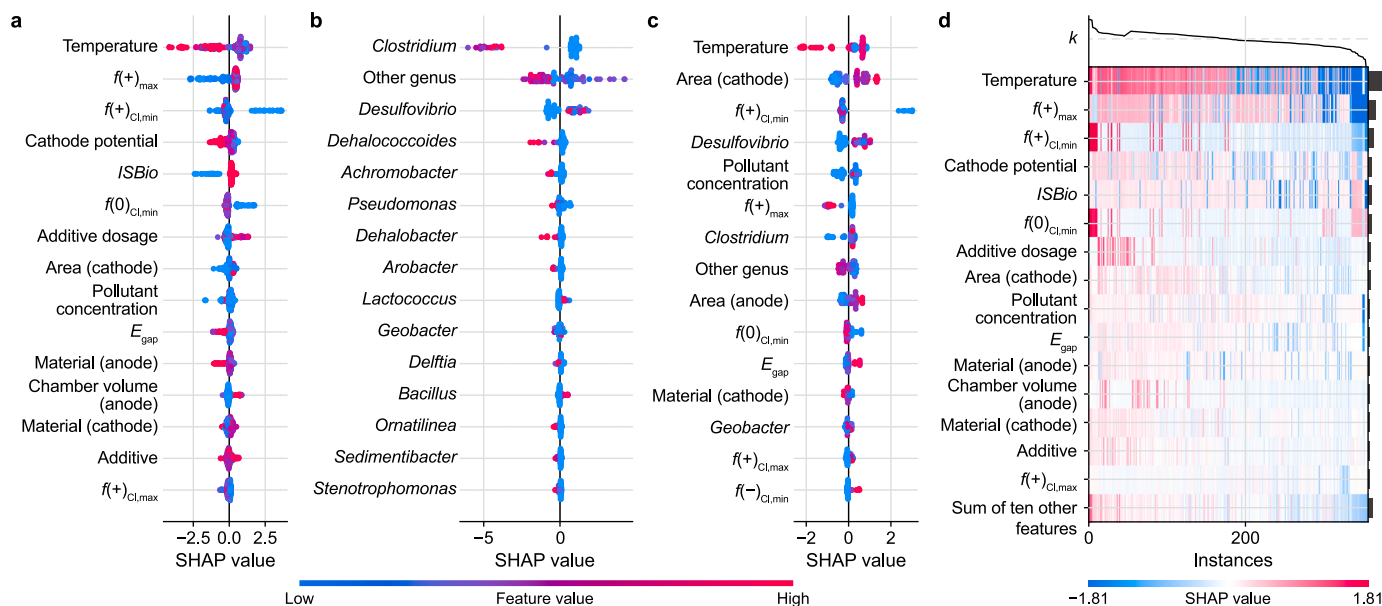 a
Temperature
f(+)max
f(+)Cl,min
Cathode potential
ISBio
f(0)Cl,min
Additive dosage
Area (cathode)
Pollutant
concentration
Egap
Material (anode)
Chamber volume
(anode)
Material (cathode)
Additive
f(+)Cl,max
−2.5 0.0 2.5
SHAP value
b
Clostridium
Other genus
Desulfovibrio
Dehalococcoides
Achromobacter
Pseudomonas
Dehalobacter
Arobacter
Lactococcus
Geobacter
Delftia
Bacillus
Ornatilinea
Sedimentibacter
Stenotrophomonas
−5 0
SHAP value
c
Temperature
Area (cathode)
f(+)Cl,min
Desulfovibrio
Pollutant
concentration
f(+)max
Clostridium
Other genus
Area (anode)
f(0)Cl,min
Egap
Material (cathode)
Geobacter
f(+)Cl,max
f(−)Cl,min
−2 0 2
SHAP value
Low Feature value High
d
k
Temperature
f(+)max
f(+)Cl,min
Cathode potential
ISBio
f(0)Cl,min
Additive dosage
Area (cathode)
Pollutant
concentration
Egap
Material (anode)
Chamber volume
(anode)
Material (cathode)
Additive
f(+)Cl,max
Sum of ten other
features
0 200
Instances
−1.81 SHAP value 1.81